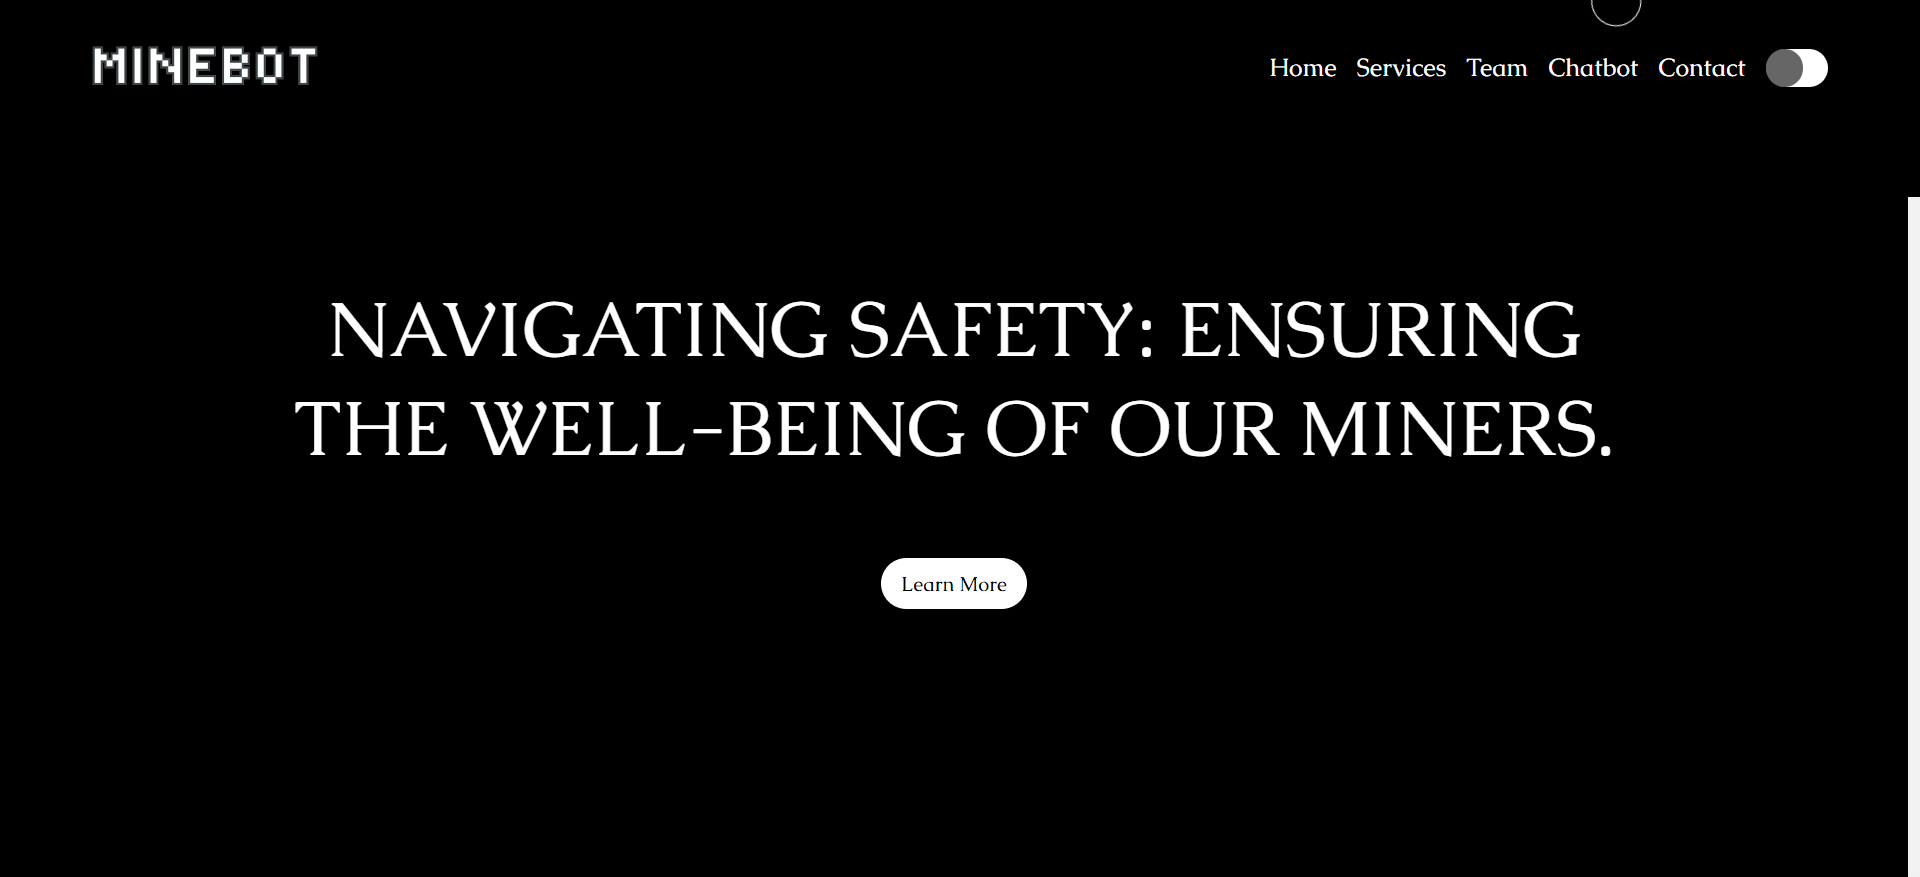 MINEBOT
Home Services Team Chatbot Contact
NAVIGATING SAFETY: ENSURING
THE WELL-BEING OF OUR MINERS.
Learn More